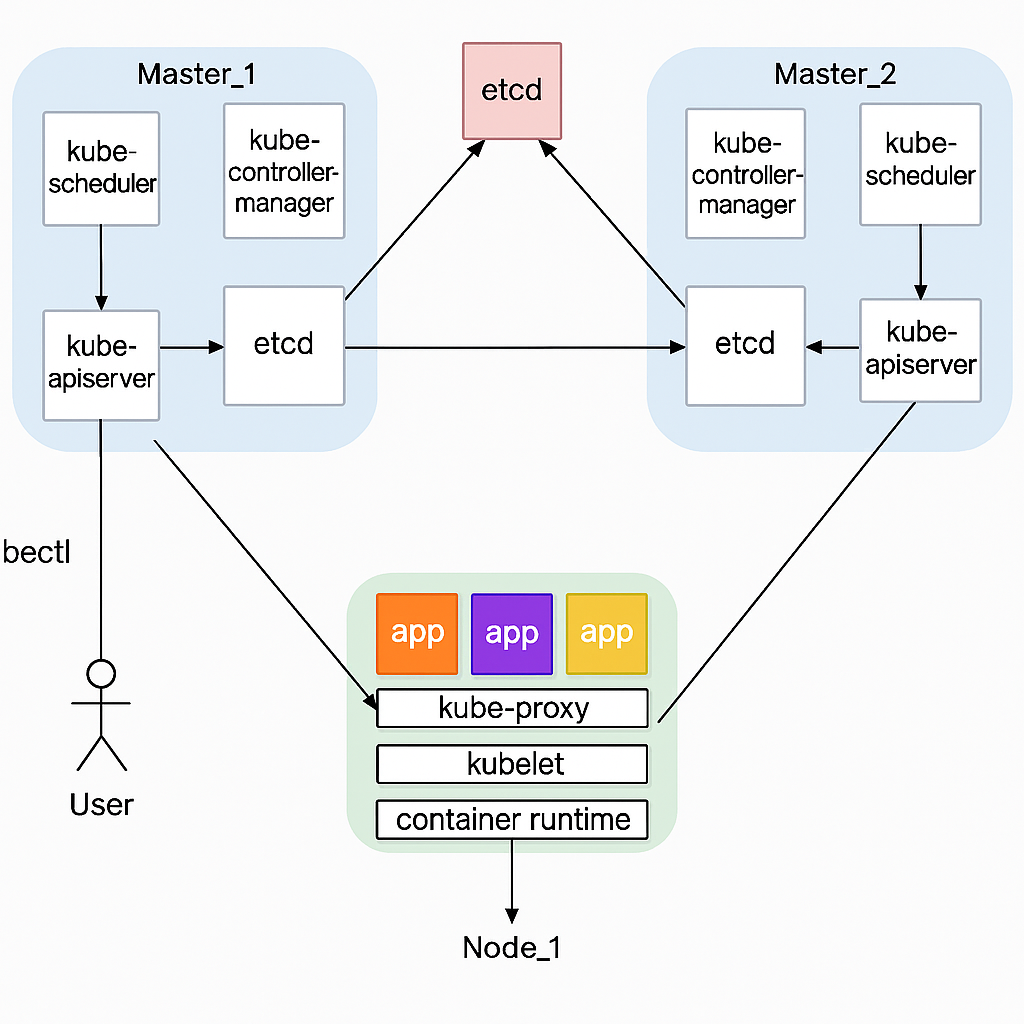 Master_1
kube-
scheduler
kube-
controller-
manager
kube-
apiserver
etcd
etcd
Master_2
kube-
controller-
manager
kube-
scheduler
etcd
kube-
apiserver
bectl
User
app app app
kube-proxy
kubelet
container runtime
Node_1